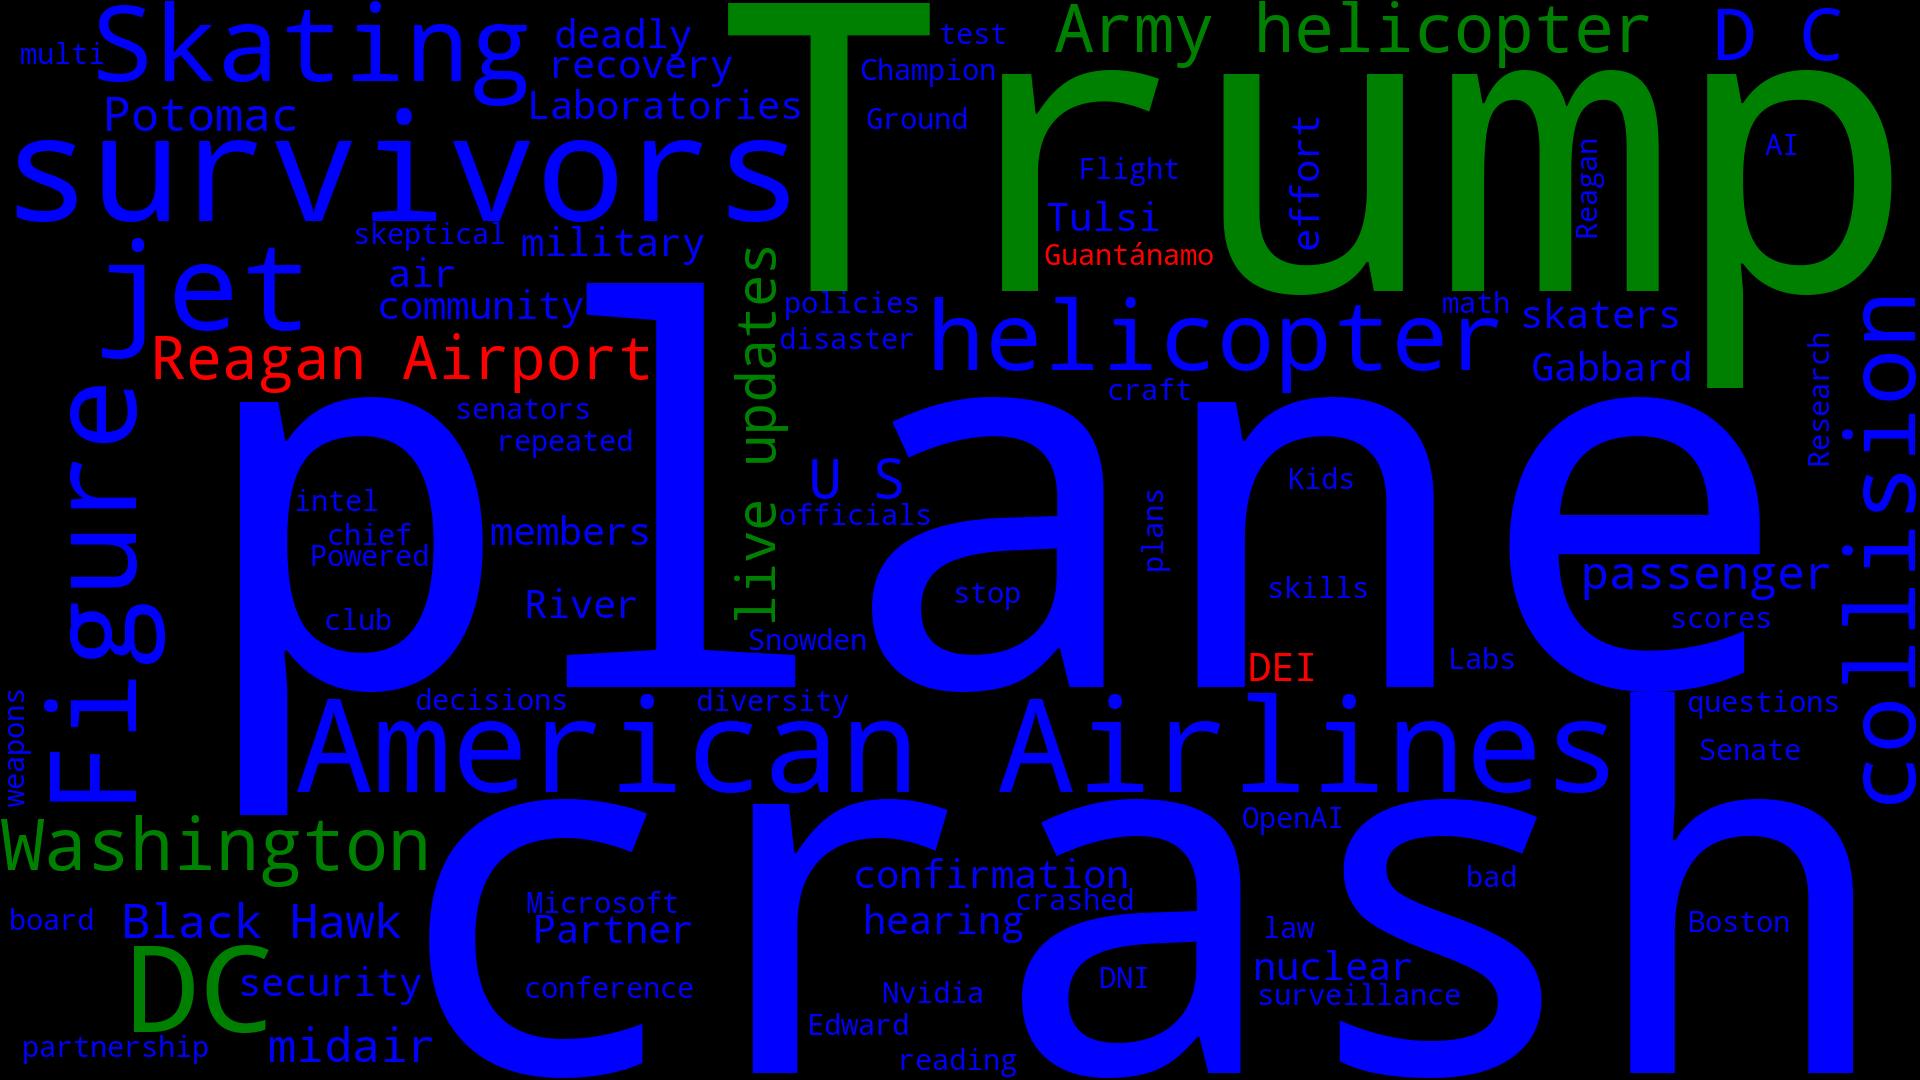 multi
Skating
deadly
recovery
Laboratories
Potomac
survivors
Trump
test
Champion
Ground
Army helicopter
D C
Flight
Tulsi
Guantánamo
effort
Reagan
AI
jet
skeptical
military
air
community
Reagan Airport
live updates
policies
disaster
helicopter
math
skaters
Gabbard
craft
Research
collision
Figure
plane
senators
repeated
intel
chief
Powered
members
club
River
U S
officials
stop
plans
Kids
skills
passenger
scores
Snowden
DEI
Labs
weapons
decisions
diversity
American Airlines
questions
Senate
Washington
crash
OpenAI
board
Black Hawk
DC
security
partnership
midair
Microsoft
Partner
conference
confirmation
crashed
hearing
Nvidia
Edward
reading
DNI
law
nuclear
surveillance
bad
Boston